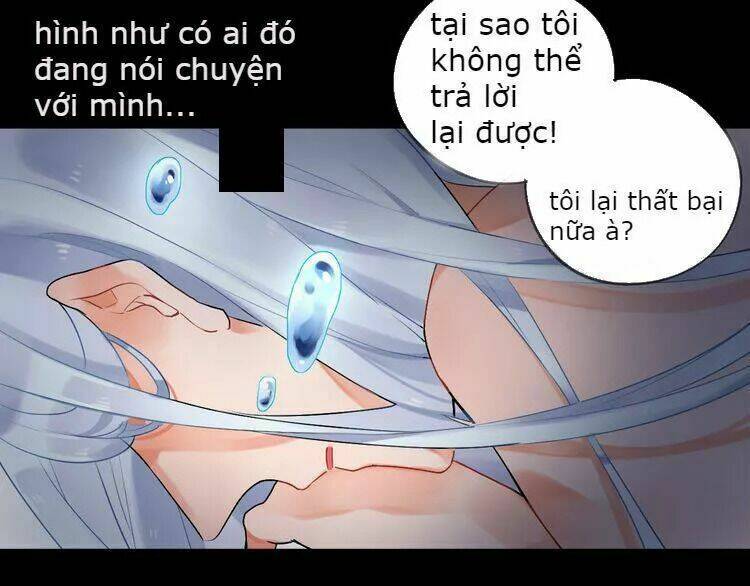 hình như có ai đó
đang nói chuyện
với mình...
tại sao tôi
không thể
trả lời
lại được!
tôi lại thất bại
nữa à?